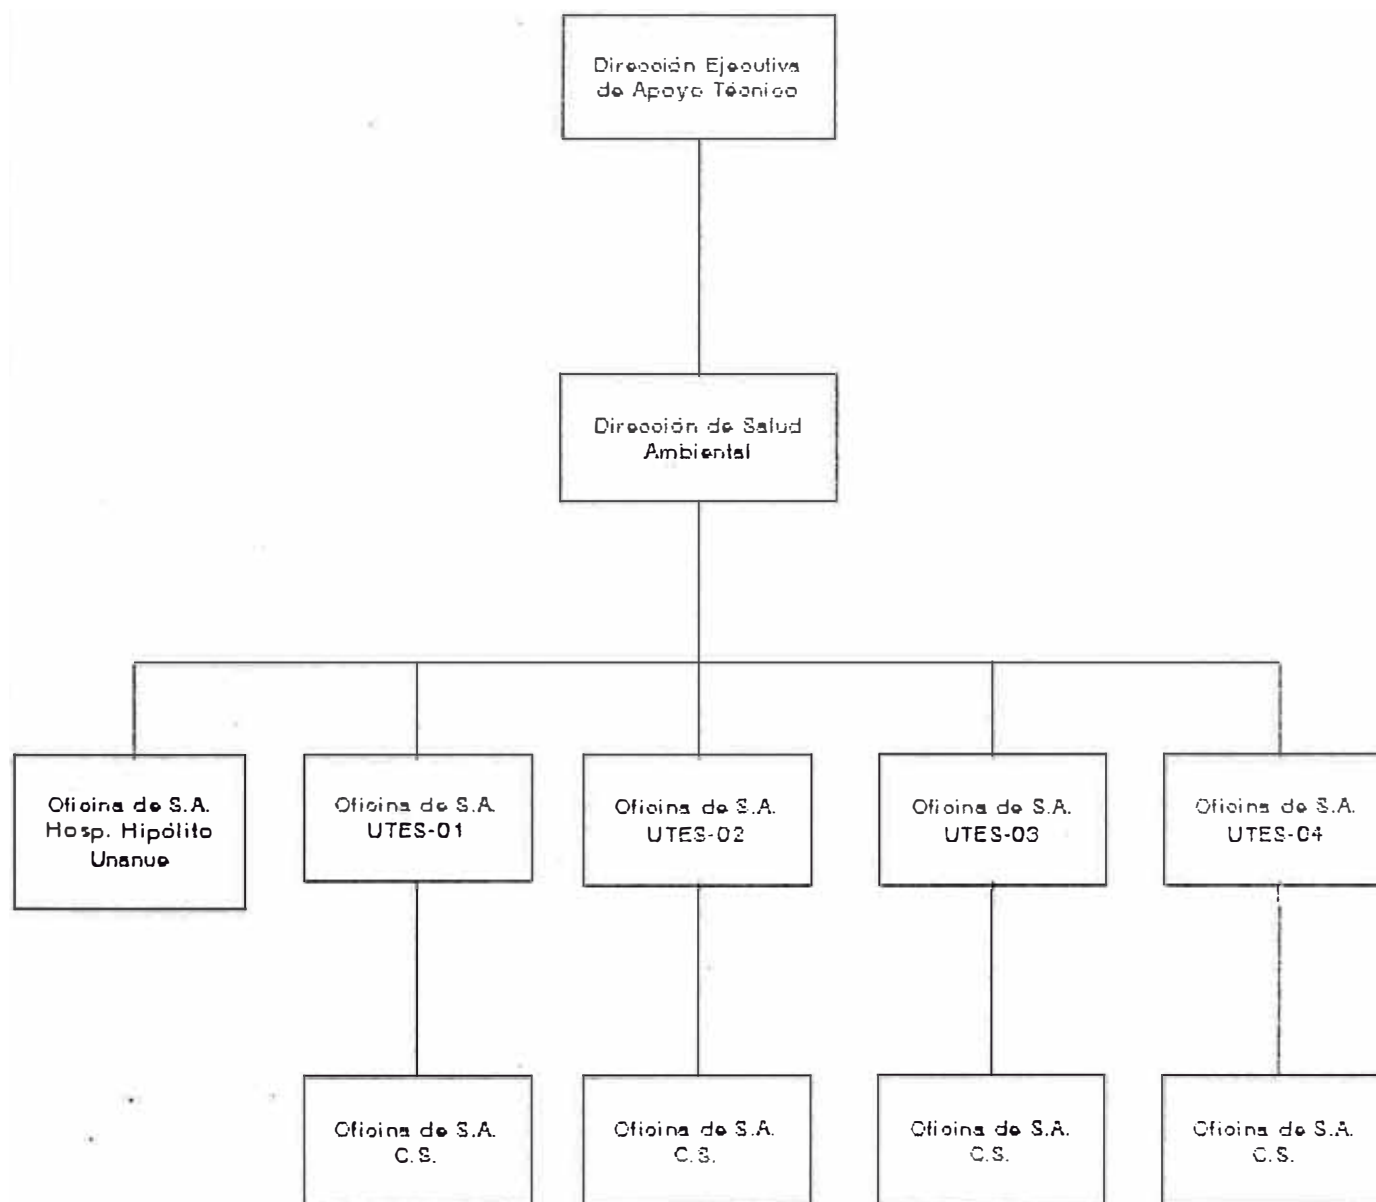 Dirección Ejecutiva
de Apoyo Técnico
Dirección de Salud
Ambiental
Oficina de S.A.
Hosp. Hipólito
Unanue
Oficina de S.A.
UTES-01
Oficina de S.A.
UTES-02
Oficina de S.A.
UTES-03
Oficina de S.A.
UTES-04
Oficina de S.A.
C.S.
Oficina de S.A.
C.S.
Oficina de S.A.
C.S.
Oficina de S.A.
C.S.